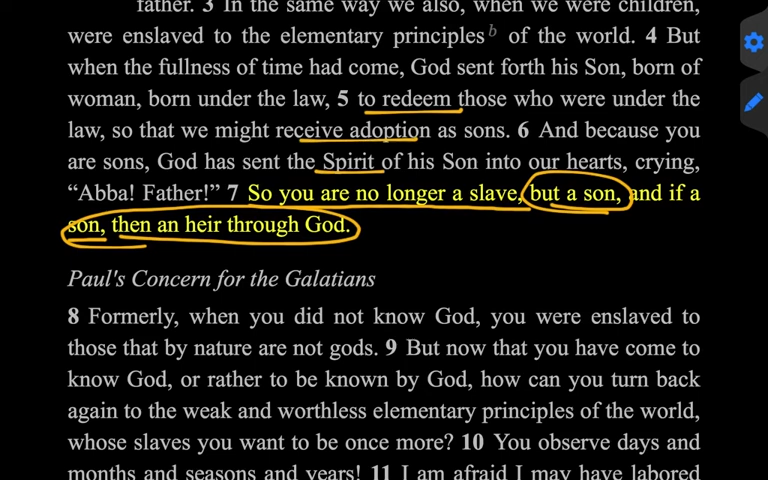 father. 3 In the same way we also, when we were children,
were enslaved to the elementary principles b of the world. 4 But
when the fullness of time had come, God sent forth his Son, born of
woman, born under the law, 5 to redeem those who were under the
law, so that we might receive adoption as sons. 6 And because you
are sons, God has sent the Spirit of his Son into our hearts, crying,
“Abba! Father!” 7 So you are no longer a slave, but a son, and if a
son, then an heir through God.
Paul's Concern for the Galatians
8 Formerly, when you did not know God, you were enslaved to
those that by nature are not gods. 9 But now that you have come to
know God, or rather to be known by God, how can you turn back
again to the weak and worthless elementary principles of the world,
whose slaves you want to be once more? 10 You observe days and
months and seasons and years! 11 I am afraid I may have labored